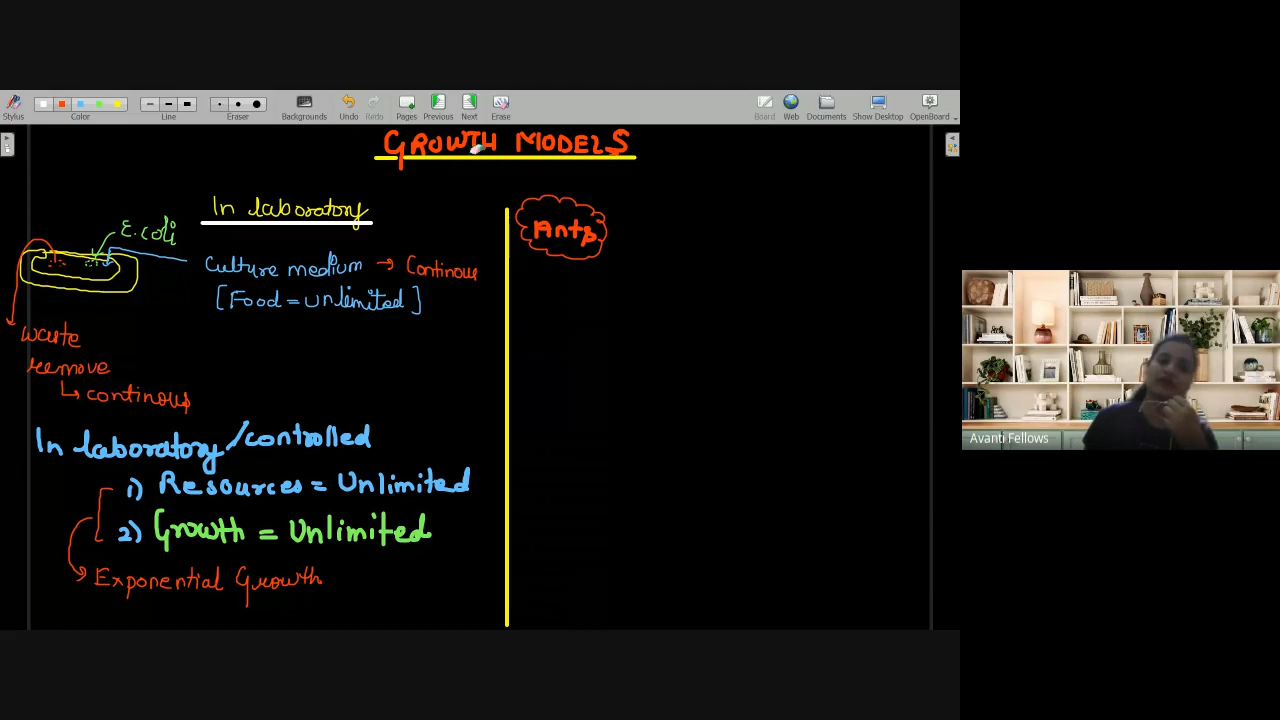 Stylus
Color
Line
Eraser
Backgrounds
Undo
Redo
Pages
Previous
Next
Erase
Board
Web
Documents
Show Desktop
OpenBoard
GROWTH MODELS
In laboratory
E.coli
Culture medium → Continous
[Food = unlimited]
waste
remove
↳ continous
In laboratory/controlled
1) Resources = Unlimited
2) Growth = Unlimited
Exponential Growth
Ants
Avanti Fellows